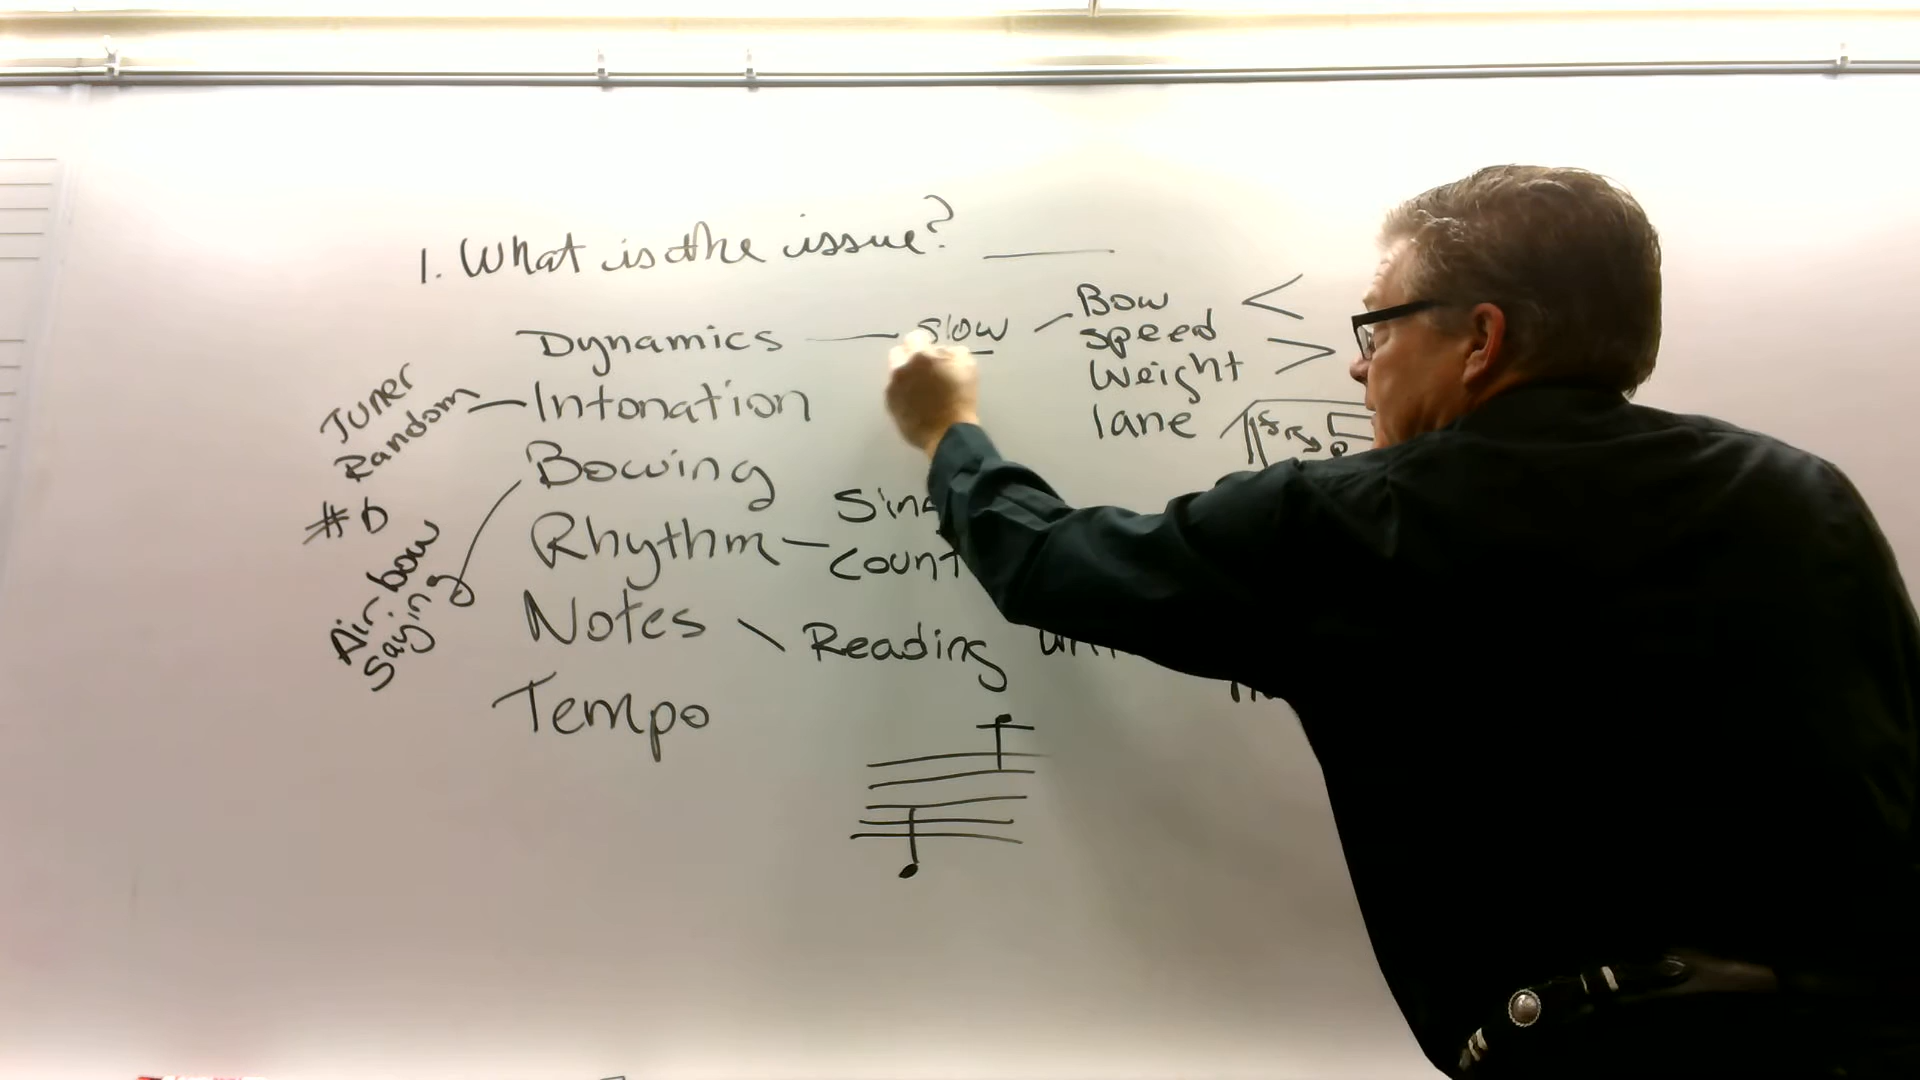 1. What is the issue?
Dynamics — slow — Bow
speed
Weight
lane
Tuner
Random — Intonation
# b
Bowing
Air-bow
Saying
Rhythm —
count
Notes \ Reading
Tempo